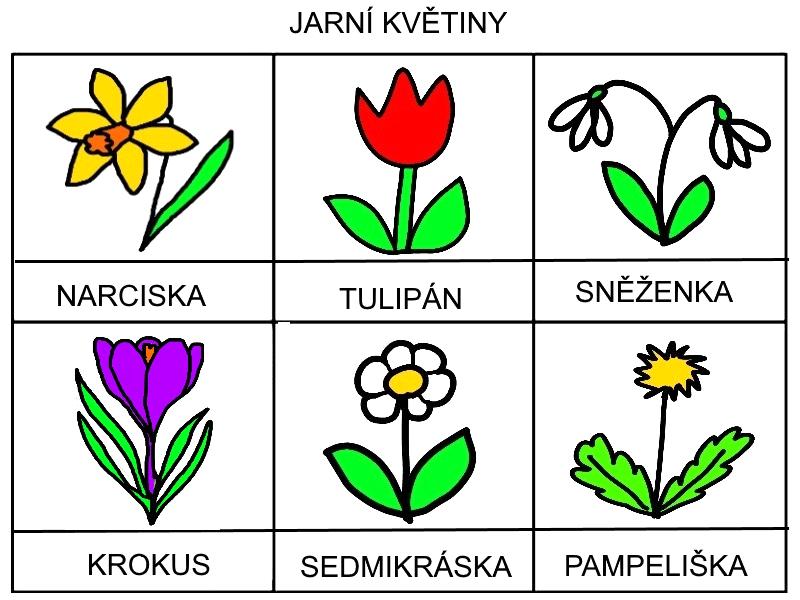 JARNÍ KVĚTINY
NARCISKA
TULIPÁN
SNĚŽENKA
KROKUS
SEDMIKRÁSKA
PAMPELIŠKA